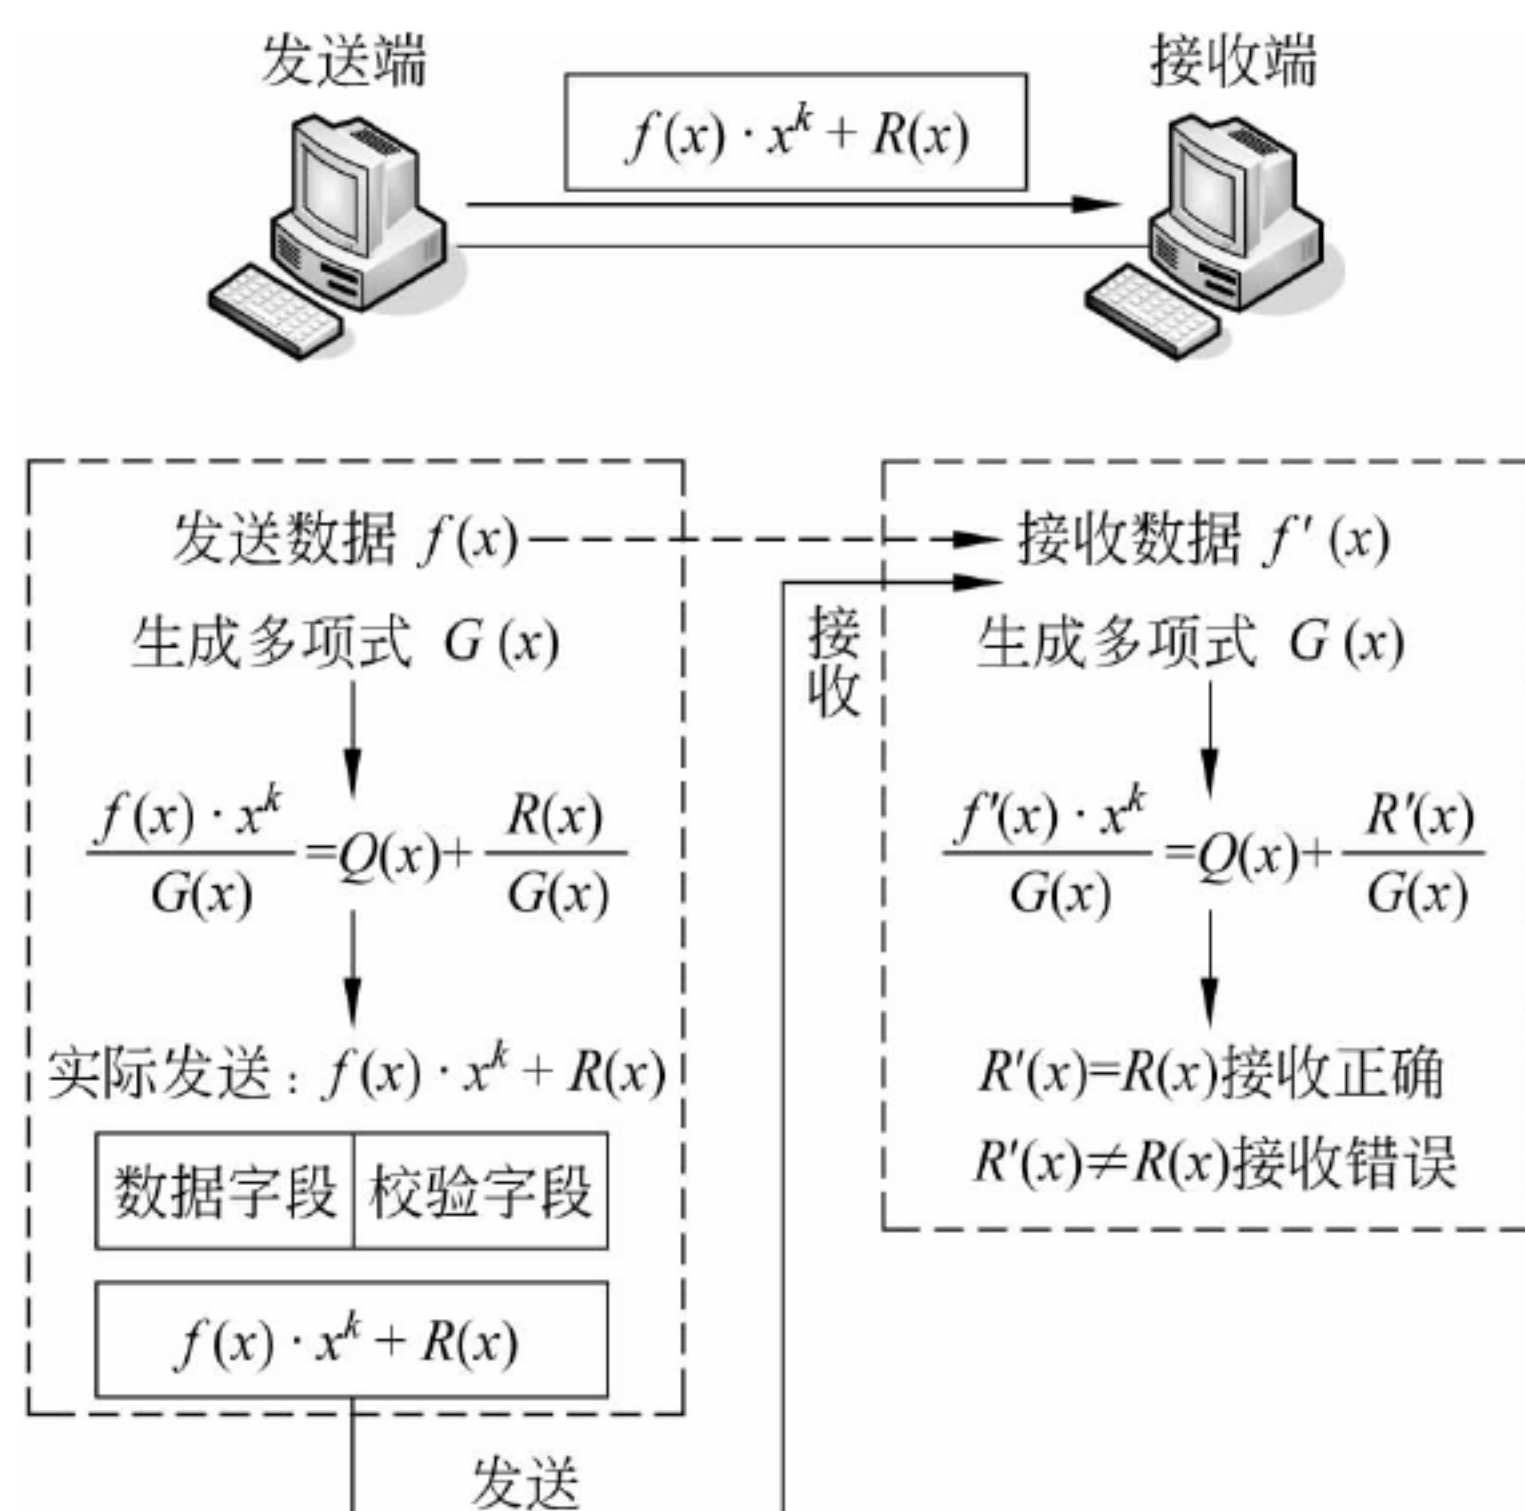 发送端
接收端
f(x) · x^k + R(x)
发送数据 f(x)
生成多项式 G(x)
f(x) · x^k / G(x) = Q(x) + R(x) / G(x)
实际发送：f(x) · x^k + R(x)
数据字段 校验字段
f(x) · x^k + R(x)
发送
接收
接收数据 f'(x)
生成多项式 G(x)
f'(x) · x^k / G(x) = Q(x) + R'(x) / G(x)
R'(x)=R(x)接收正确
R'(x)≠R(x)接收错误